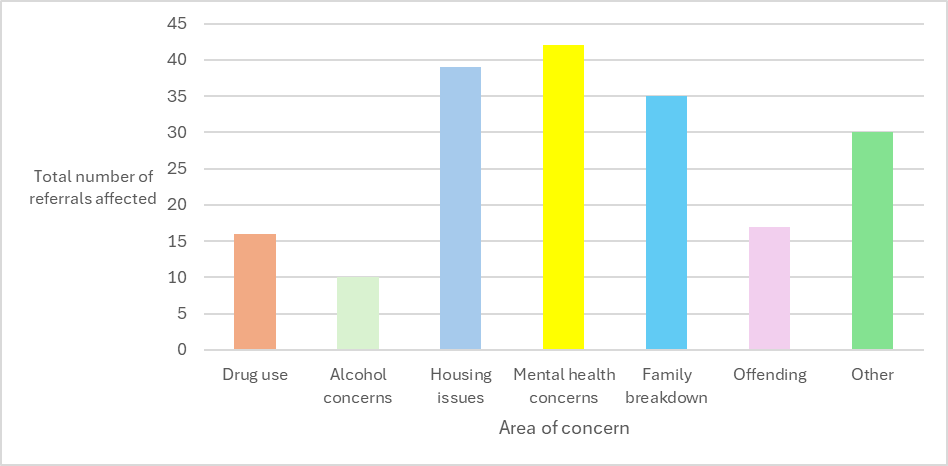 45
40
35
30
25
20
15
10
5
0
Total number of
referrals affected
Drug use
Alcohol
concerns
Housing
issues
Mental health
concerns
Family
breakdown
Offending
Other
Area of concern